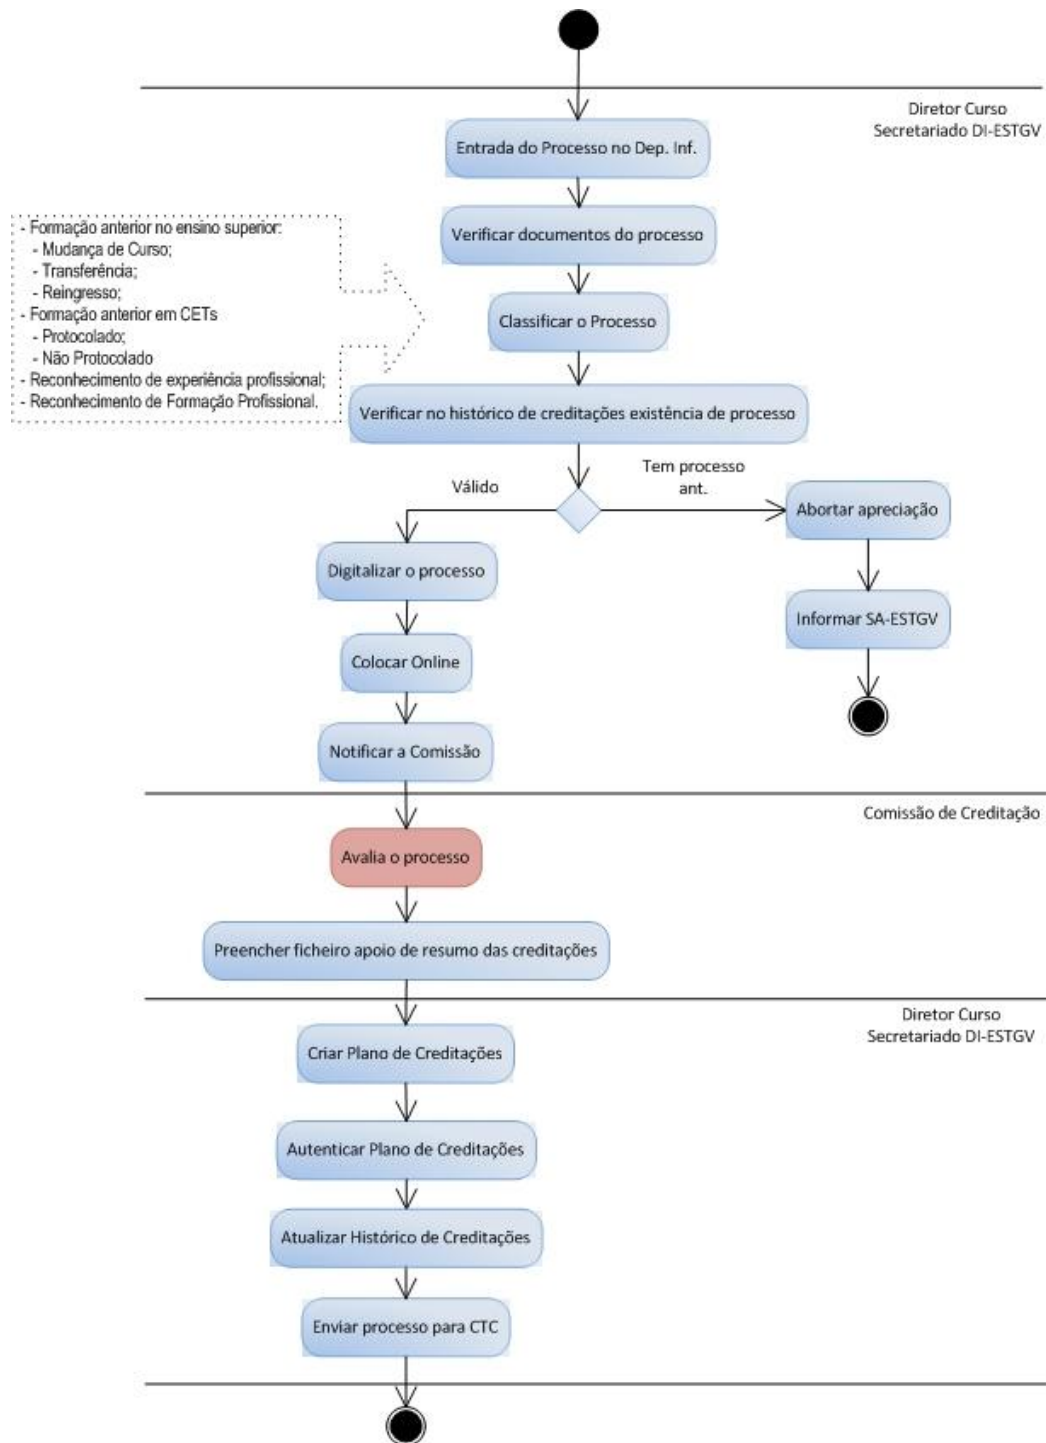 Diretor Curso
Secretariado DI-ESTGV
Entrada do Processo no Dep. Inf.
Verificar documentos do processo
- Formação anterior no ensino superior:
- Mudança de Curso;
- Transferência;
- Reingresso;
- Formação anterior em CETs
- Protocolado;
- Não Protocolado
- Reconhecimento de experiência profissional;
- Reconhecimento de Formação Profissional.
Classificar o Processo
Verificar no histórico de creditações existência de processo
Válido
Tem processo
ant.
Abortar apreciação
Digitalizar o processo
Informar SA-ESTGV
Colocar Online
Notificar a Comissão
Comissão de Creditação
Avalia o processo
Preencher ficheiro apoio de resumo das creditações
Diretor Curso
Secretariado DI-ESTGV
Criar Plano de Creditações
Autenticar Plano de Creditações
Atualizar Histórico de Creditações
Enviar processo para CTC